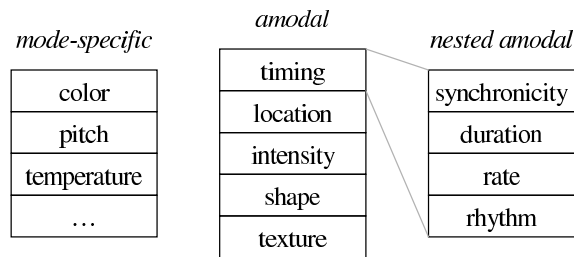 mode-specific
color
pitch
temperature
...
amodal
timing
location
intensity
shape
texture
nested amodal
synchronicity
duration
rate
rhythm